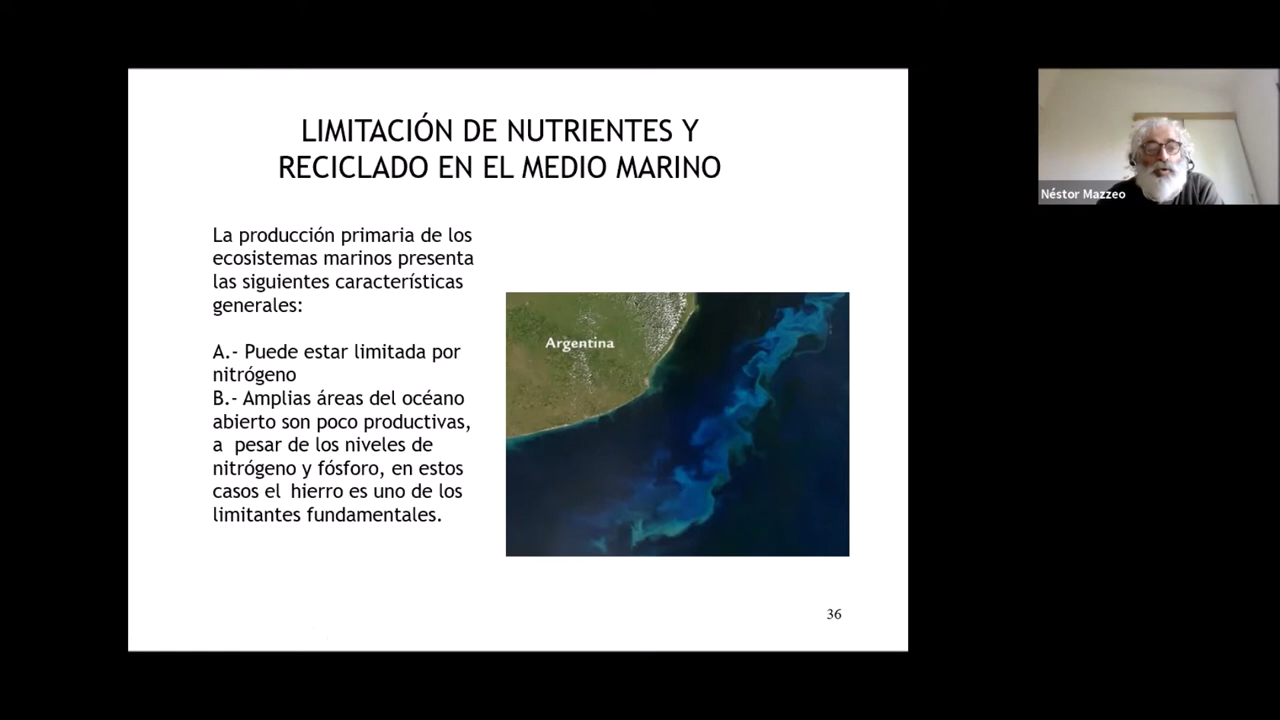 LIMITACIÓN DE NUTRIENTES Y
RECICLADO EN EL MEDIO MARINO
La producción primaria de los
ecosistemas marinos presenta
las siguientes características
generales:
A.- Puede estar limitada por
nitrógeno
B.- Amplias áreas del océano
abierto son poco productivas,
a pesar de los niveles de
nitrógeno y fósforo, en estos
casos el hierro es uno de los
limitantes fundamentales.
Argentina
36
Néstor Mazzeo